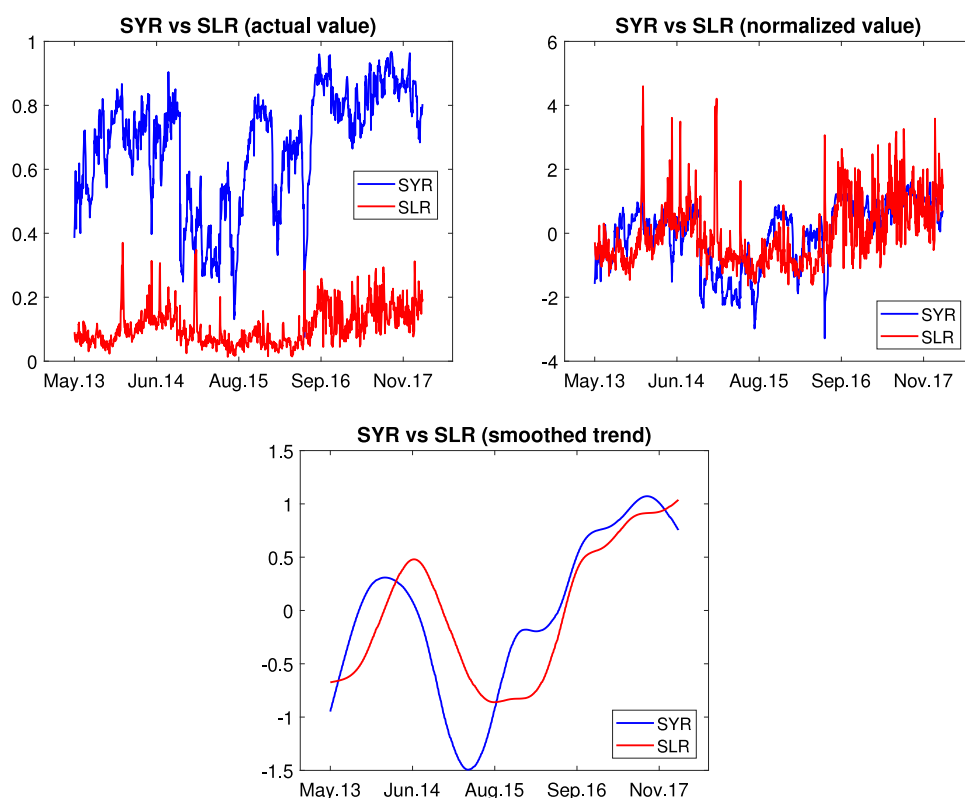 SYR vs SLR (actual value)
1
0.8
0.6
0.4
0.2
0
May.13 Jun.14 Aug.15 Sep.16 Nov.17
SYR
SLR
SYR vs SLR (normalized value)
6
4
2
0
-2
-4
May.13 Jun.14 Aug.15 Sep.16 Nov.17
SYR
SLR
SYR vs SLR (smoothed trend)
1.5
1
0.5
0
-0.5
-1
-1.5
May.13 Jun.14 Aug.15 Sep.16 Nov.17
SYR
SLR